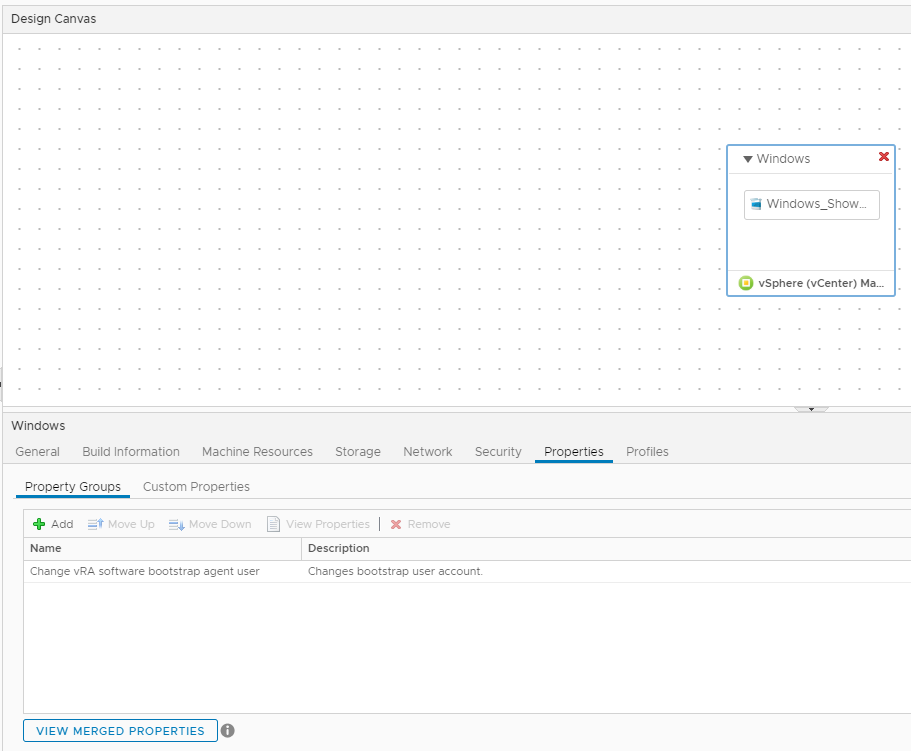 Design Canvas
Windows
Windows_Show...
vSphere (vCenter) Ma...
Windows
General Build Information Machine Resources Storage Network Security Properties Profiles
Property Groups Custom Properties
Add Move Up Move Down View Properties Remove
Name Description
Change vRA software bootstrap agent user Changes bootstrap user account.
VIEW MERGED PROPERTIES